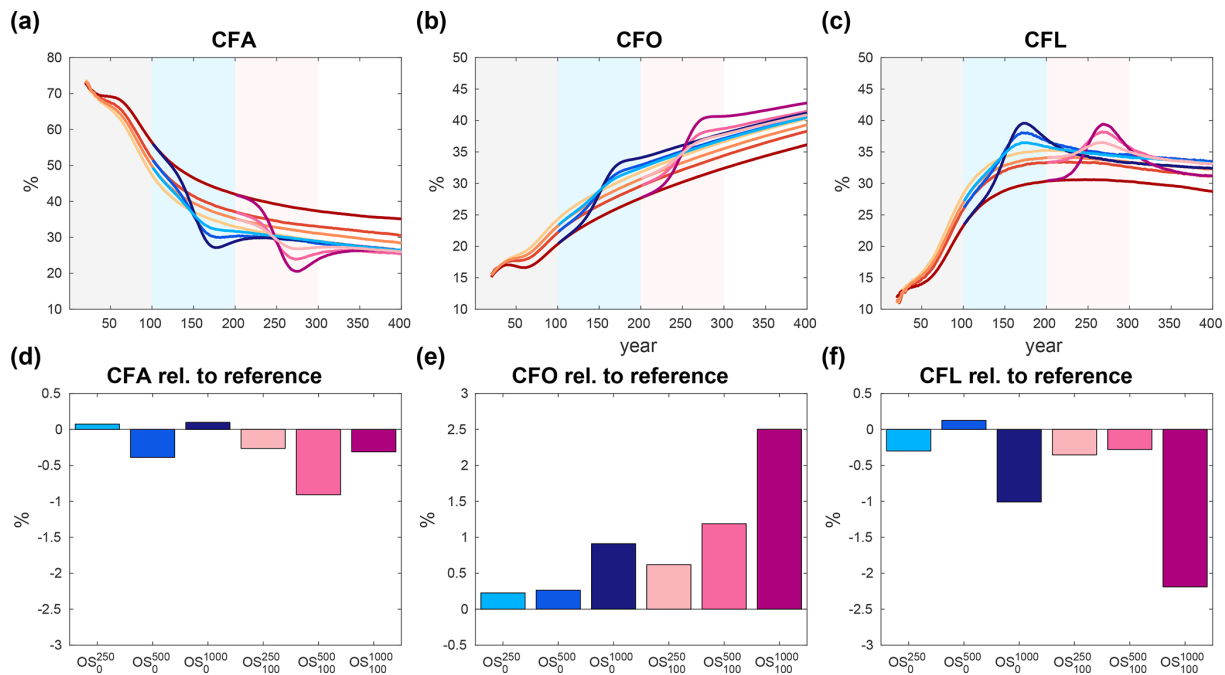 (a)
CFA
80
70
60
50
40
30
20
10
%
50 100 150 200 250 300 350 400
(b)
CFO
50
45
40
35
30
25
20
15
10
%
50 100 150 200 250 300 350 400
year
(c)
CFL
50
45
40
35
30
25
20
15
10
%
50 100 150 200 250 300 350 400
year
(d)
CFA rel. to reference
0.5
0
-0.5
-1
-1.5
-2
-2.5
-3
%
OS₀²⁵⁰ OS₀⁵⁰⁰ OS₀¹⁰⁰⁰ OS₁₀₀²⁵⁰ OS₁₀₀⁵⁰⁰ OS₁₀₀¹⁰⁰⁰
(e)
CFO rel. to reference
3
2.5
2
1.5
1
0.5
0
-0.5
%
OS₀²⁵⁰ OS₀⁵⁰⁰ OS₀¹⁰⁰⁰ OS₁₀₀²⁵⁰ OS₁₀₀⁵⁰⁰ OS₁₀₀¹⁰⁰⁰
(f)
CFL rel. to reference
0.5
0
-0.5
-1
-1.5
-2
-2.5
-3
%
OS₀²⁵⁰ OS₀⁵⁰⁰ OS₀¹⁰⁰⁰ OS₁₀₀²⁵⁰ OS₁₀₀⁵⁰⁰ OS₁₀₀¹⁰⁰⁰